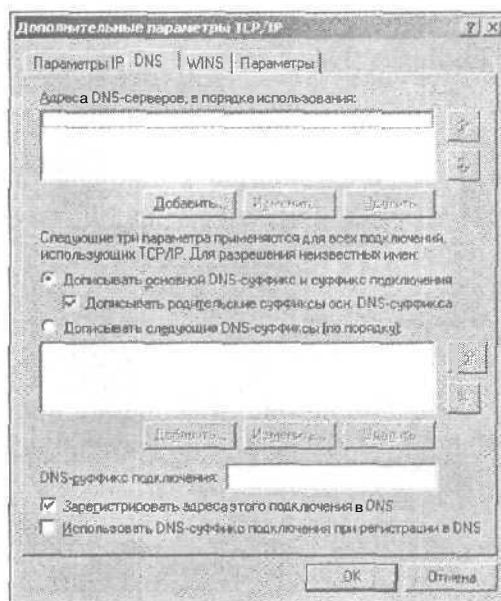 Дополнительные параметры TCP/IP
Параметры IP DNS WINS Параметры
Адреса DNS-серверов, в порядке использования:
Добавить... Изменить... Удалить
Следующие три параметра применяются для всех подключений,
использующих TCP/IP. Для разрешения неизвестных имен:
Дописывать основной DNS-суффикс и суффикс подключения
Дописывать родительские суффиксы осн. DNS-суффикса
Дописывать следующие DNS-суффиксы (по порядку):
Добавить... Изменить... Удалить
DNS-суффикс подключения:
Зарегистрировать адреса этого подключения в DNS
Использовать DNS-суффикс подключения при регистрации в DNS
OK Отмена